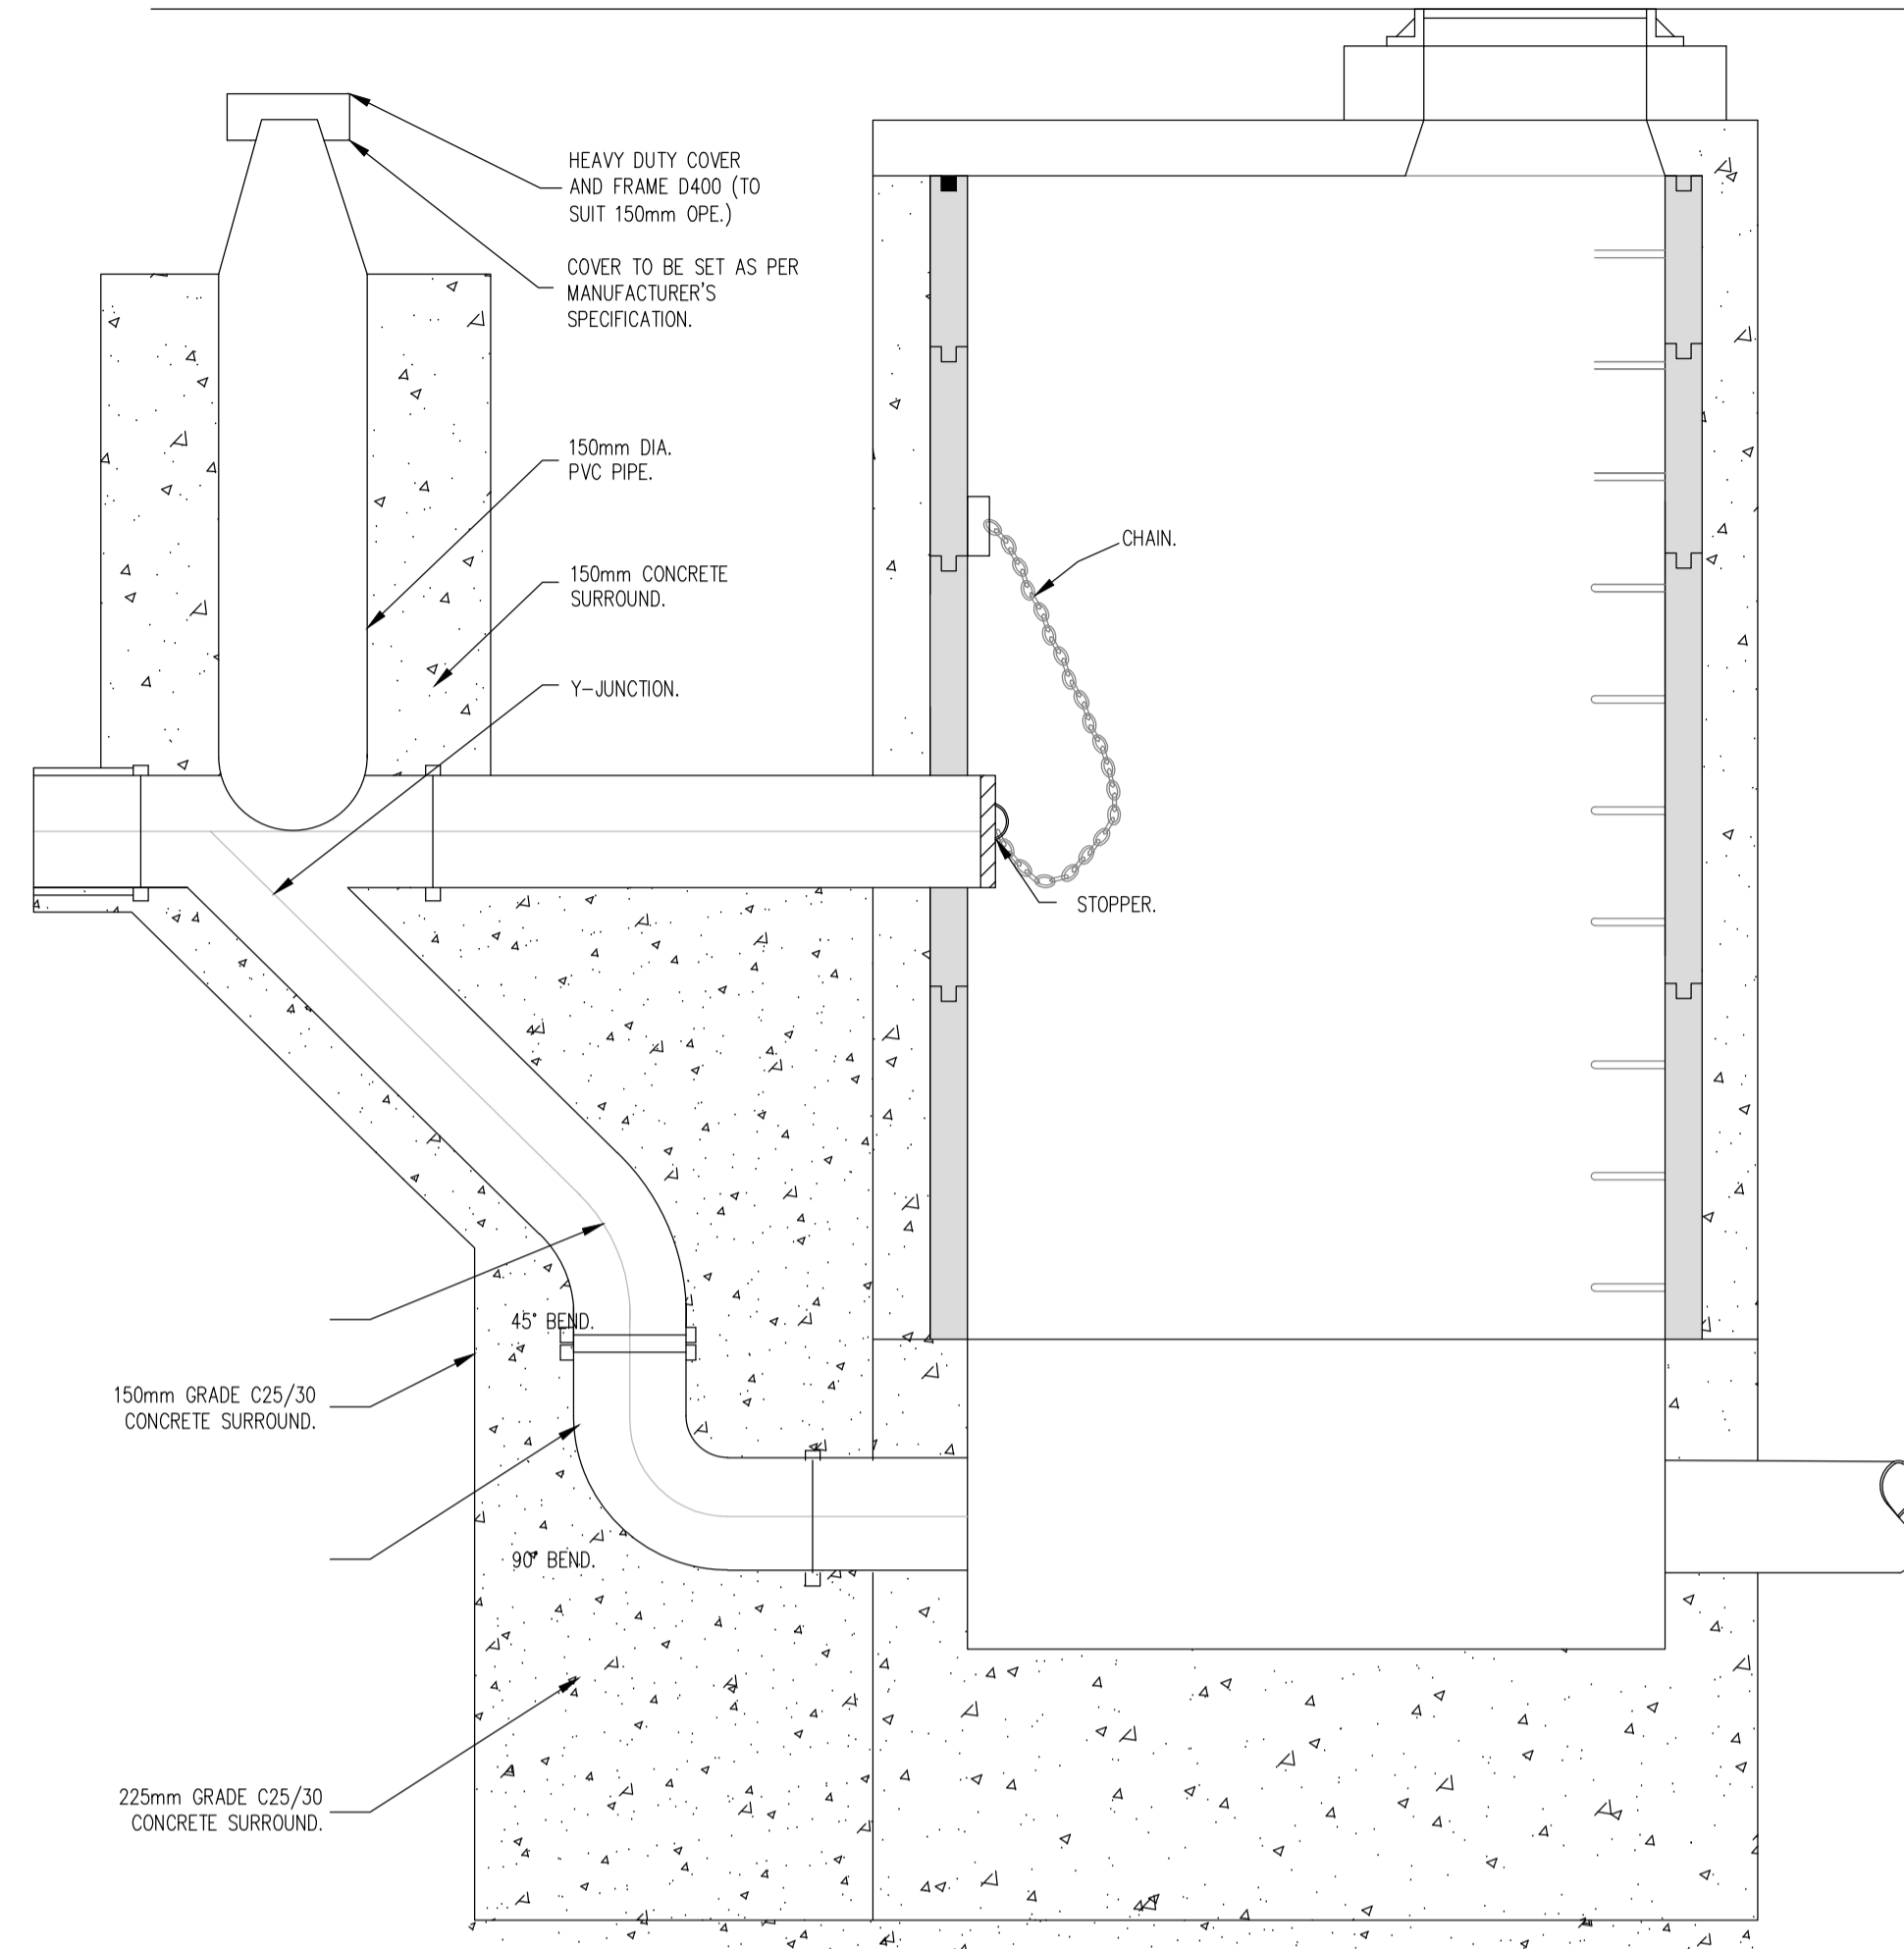 HEAVY DUTY COVER
AND FRAME D400 (TO
SUIT 150mm OPE.)
COVER TO BE SET AS PER
MANUFACTURER'S
SPECIFICATION.
150mm DIA.
PVC PIPE.
CHAIN.
150mm CONCRETE
SURROUND.
Y-JUNCTION.
STOPPER.
45° BEND.
150mm GRADE C25/30
CONCRETE SURROUND.
90° BEND.
225mm GRADE C25/30
CONCRETE SURROUND.